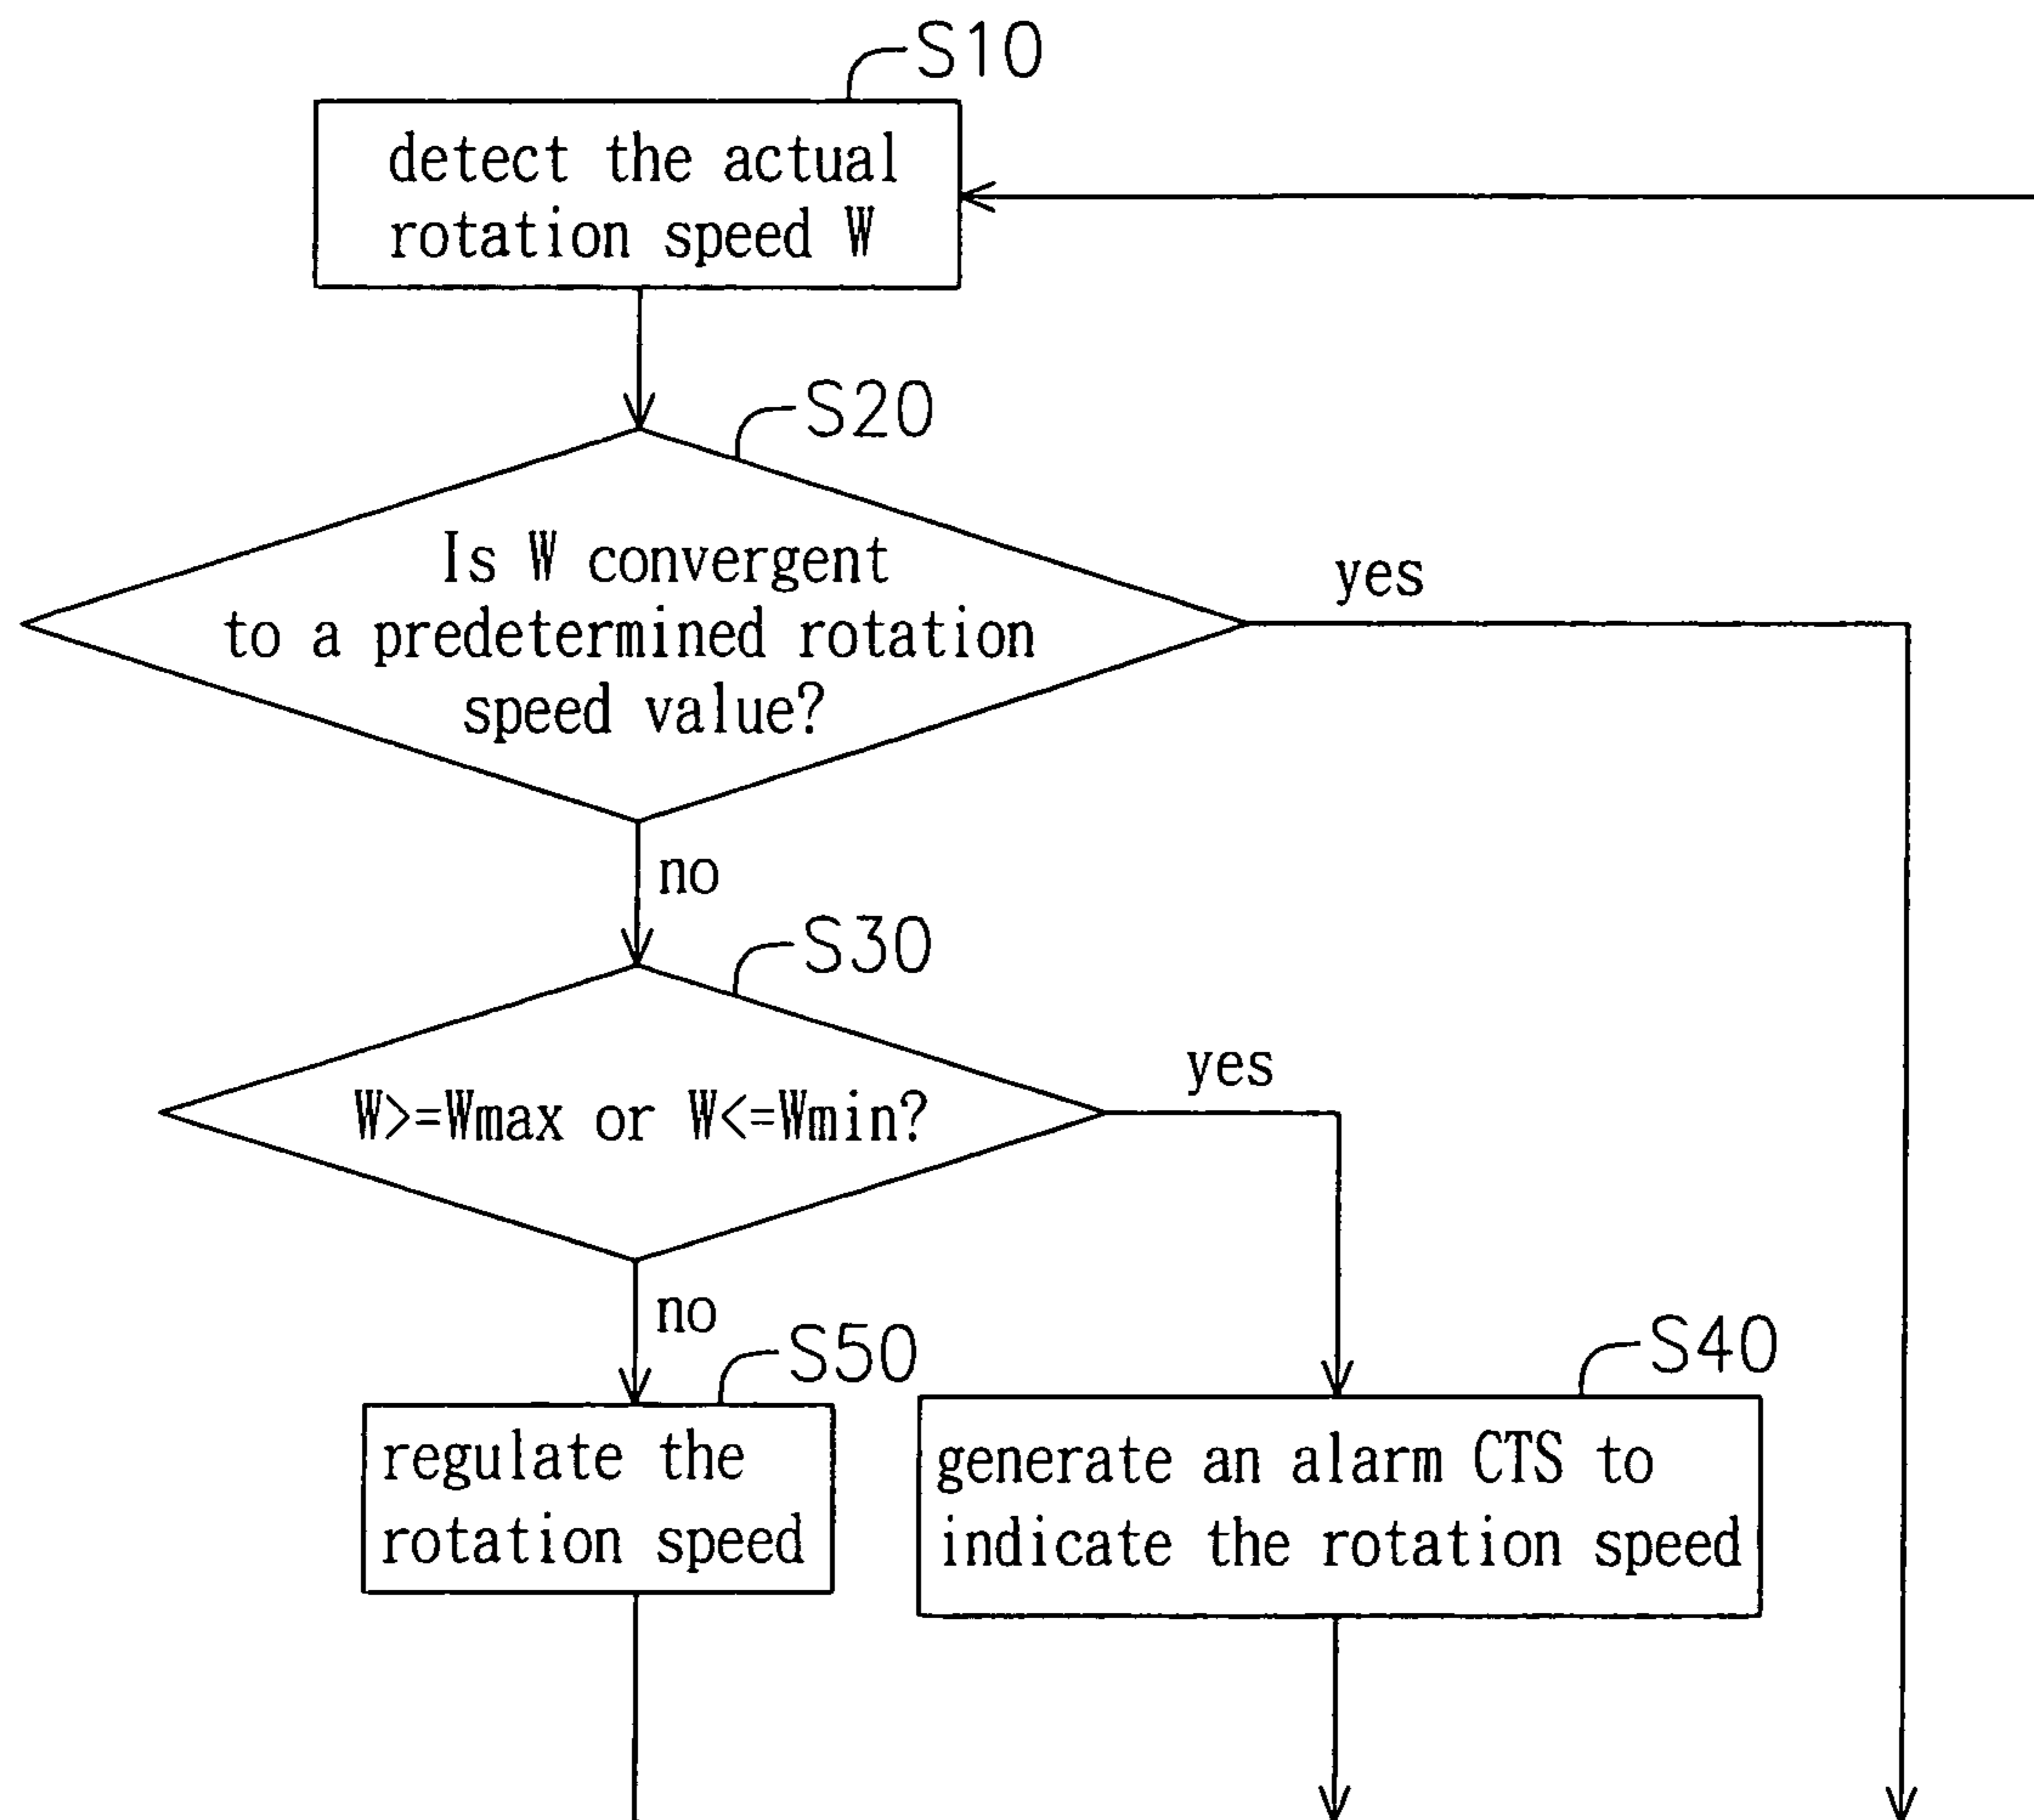 S10
detect the actual
rotation speed W
S20
Is W convergent
to a predetermined rotation
speed value?
yes
no
S30
W>=Wmax or W<=Wmin?
yes
no
S50
regulate the
rotation speed
S40
generate an alarm CTS to
indicate the rotation speed